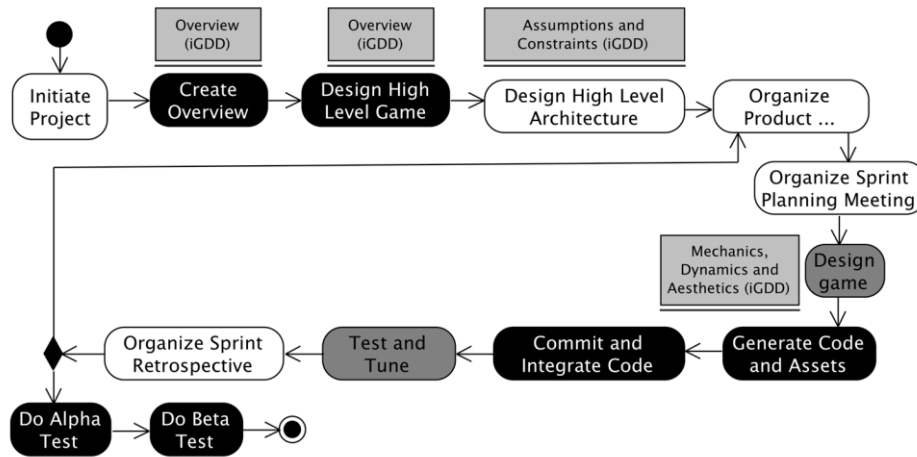 Overview
(iGDD)
Overview
(iGDD)
Assumptions and
Constraints (iGDD)
Initiate
Project
Create
Overview
Design High
Level Game
Design High Level
Architecture
Organize
Product ...
Organize Sprint
Planning Meeting
Mechanics,
Dynamics and
Aesthetics (iGDD)
Design
game
Organize Sprint
Retrospective
Test and
Tune
Commit and
Integrate Code
Generate Code
and Assets
Do Alpha
Test
Do Beta
Test